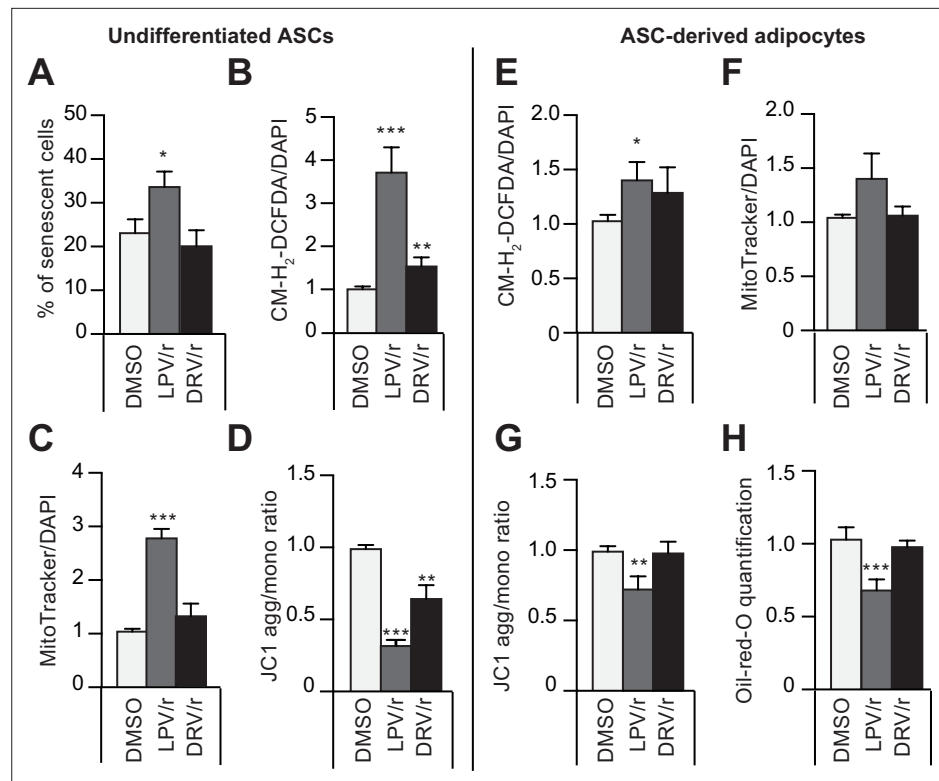 Undifferentiated ASCs
ASC-derived adipocytes
A
% of senescent cells
50
40
30
20
10
0
*
DMSO
LPV/r
DRV/r
B
CM-H2-DCFDA/DAPI
5
4
3
2
1
0
***
**
DMSO
LPV/r
DRV/r
E
CM-H2-DCFDA/DAPI
2.0
1.5
1.0
0.5
0
*
DMSO
LPV/r
DRV/r
F
MitoTracker/DAPI
2.0
1.5
1.0
0.5
0
DMSO
LPV/r
DRV/r
C
MitoTracker/DAPI
4
3
2
1
0
***
DMSO
LPV/r
DRV/r
D
JC1 agg/mono ratio
1.5
1.0
0.5
0
***
**
DMSO
LPV/r
DRV/r
G
JC1 agg/mono ratio
1.5
1.0
0.5
0
**
DMSO
LPV/r
DRV/r
H
Oil-red-O quantification
1.5
1.0
0.5
1.0
***
DMSO
LPV/r
DRV/r